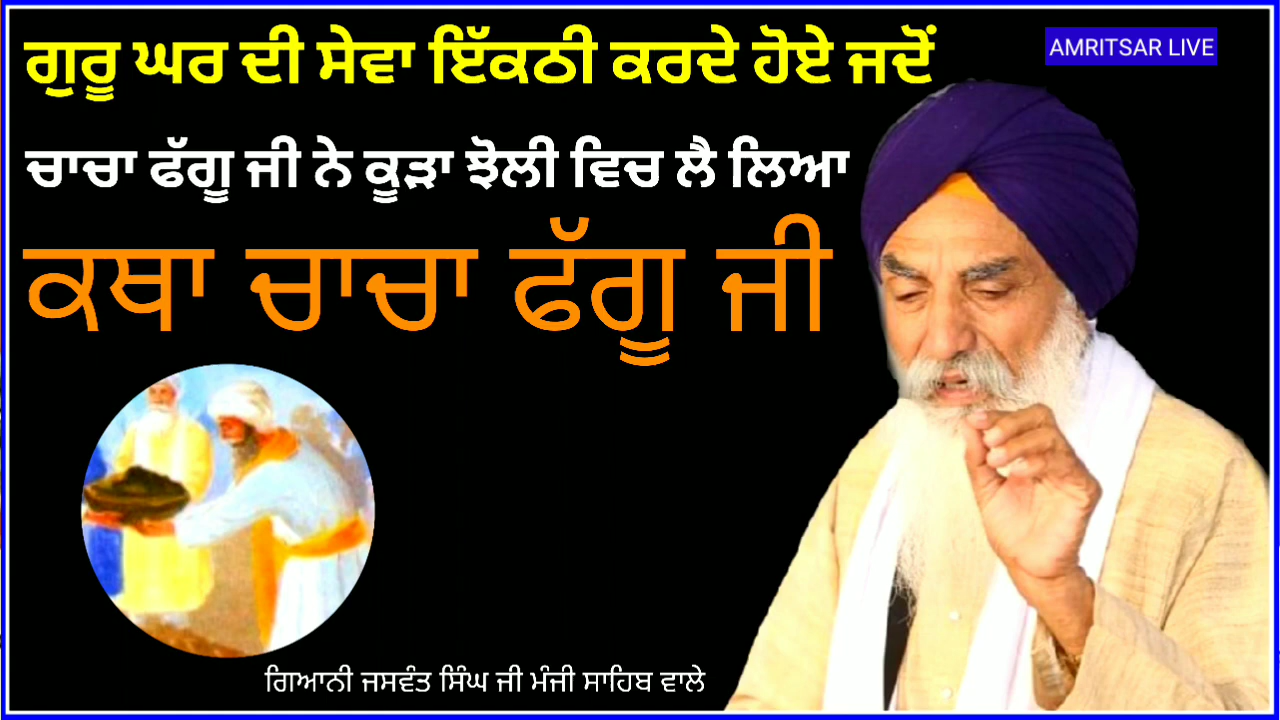 ਗੁਰੂ ਘਰ ਦੀ ਸੇਵਾ ਇੱਕਠੀ ਕਰਦੇ ਹੋਏ ਜਦੋਂ
AMRITSAR LIVE
ਚਾਚਾ ਫੱਗੂ ਜੀ ਨੇ ਕੂੜਾ ਝੋਲੀ ਵਿਚ ਲੈ ਲਿਆ
ਕਥਾ ਚਾਚਾ ਫੱਗੂ ਜੀ
ਗਿਆਨੀ ਜਸਵੰਤ ਸਿੰਘ ਜੀ ਮੰਜੀ ਸਾਹਿਬ ਵਾਲੇ